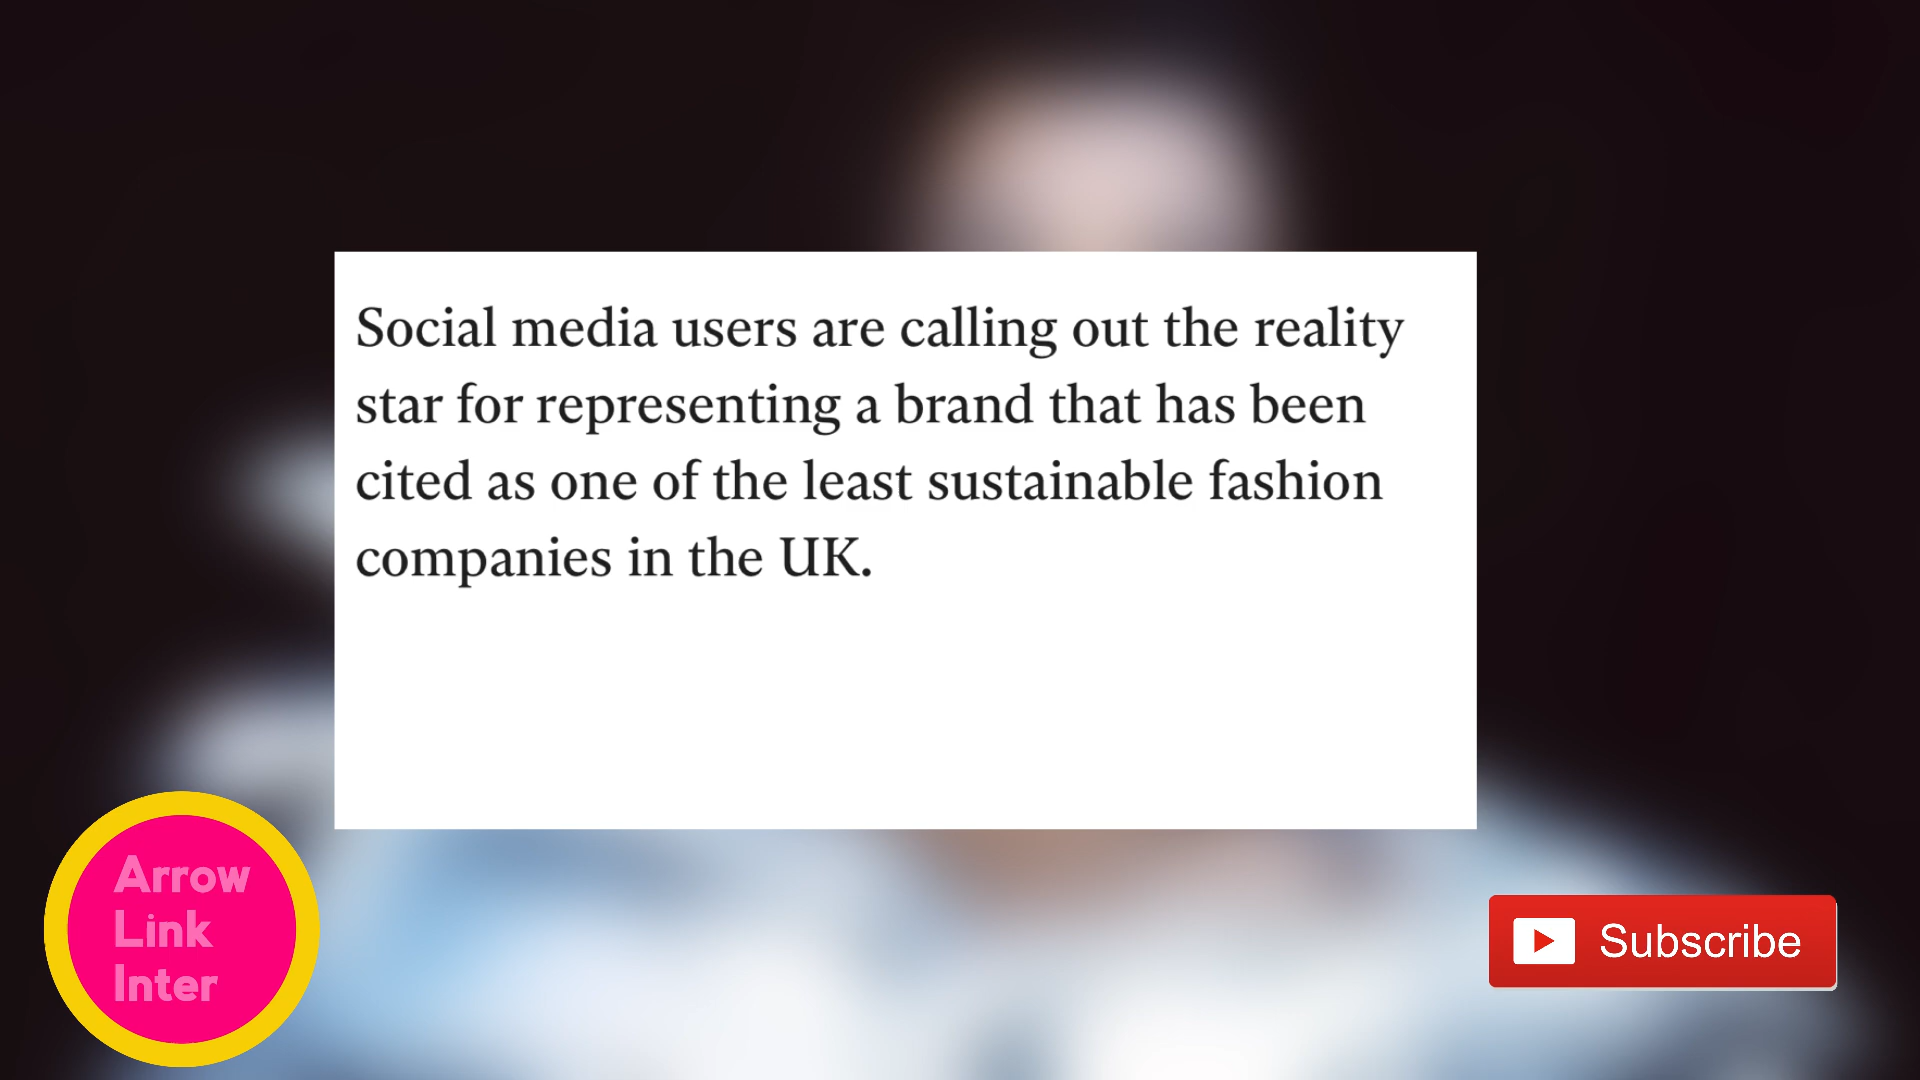 Social media users are calling out the reality
star for representing a brand that has been
cited as one of the least sustainable fashion
companies in the UK.
Arrow
Link
Inter
Subscribe